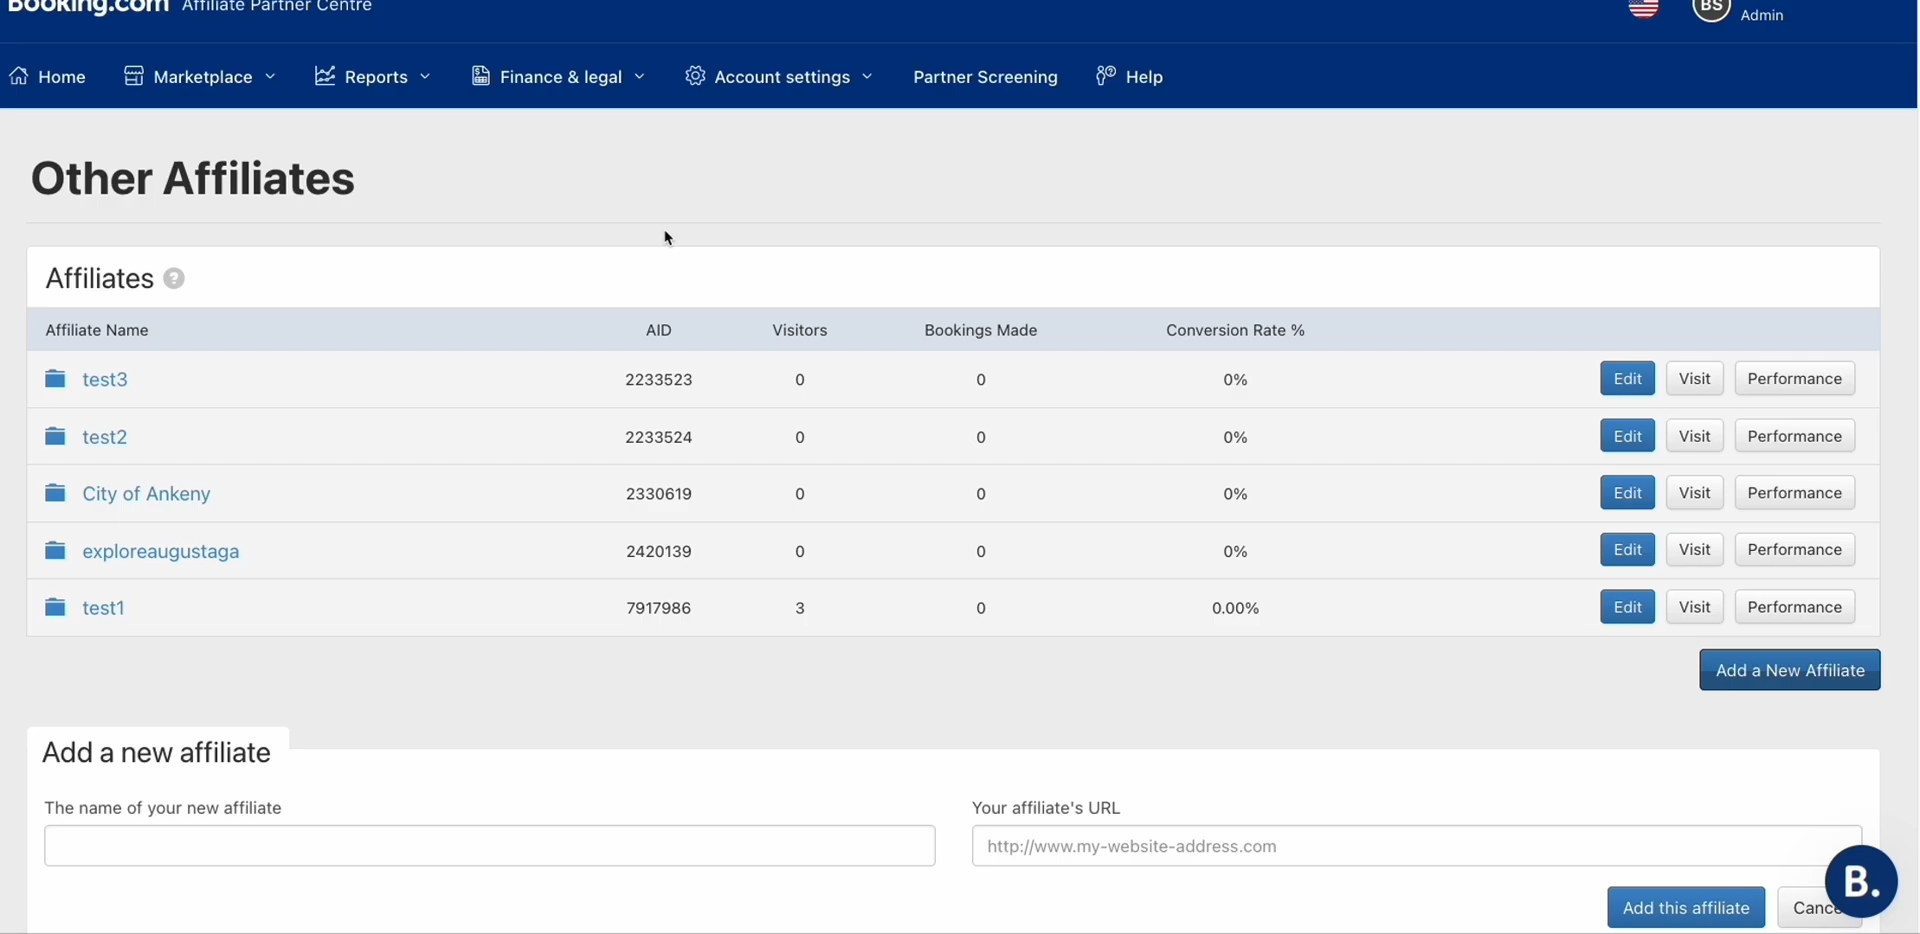 Booking.com Affiliate Partner Centre
BS Admin
Home Marketplace Reports Finance & legal Account settings Partner Screening Help
Other Affiliates
Affiliates ?
Affiliate Name AID Visitors Bookings Made Conversion Rate %
test3 2233523 0 0 0% Edit Visit Performance
test2 2233524 0 0 0% Edit Visit Performance
City of Ankeny 2330619 0 0 0% Edit Visit Performance
exploreaugustaga 2420139 0 0 0% Edit Visit Performance
test1 7917986 3 0 0.00% Edit Visit Performance
Add a New Affiliate
Add a new affiliate
The name of your new affiliate Your affiliate's URL
http://www.my-website-address.com
B.
Add this affiliate Cance